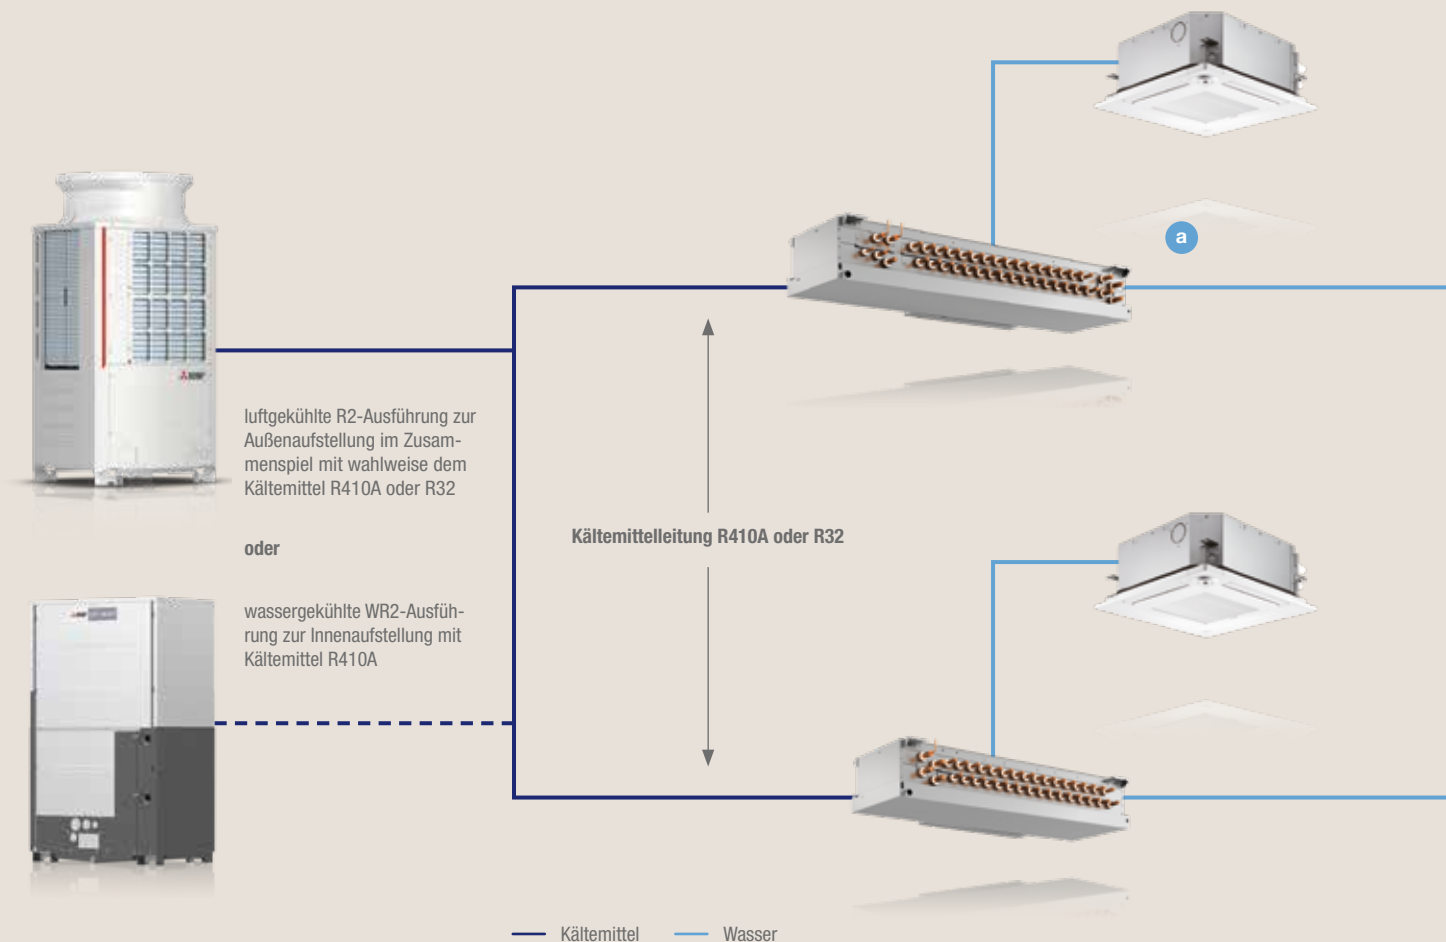 a
luftgekühlte R2-Ausführung zur
Außenaufstellung im Zusam-
menspiel mit wahlweise dem
Kältemittel R410A oder R32
oder
wassergekühlte WR2-Ausfüh-
rung zur Innenaufstellung mit
Kältemittel R410A
Kältemittelleitung R410A oder R32
Kältemittel
Wasser